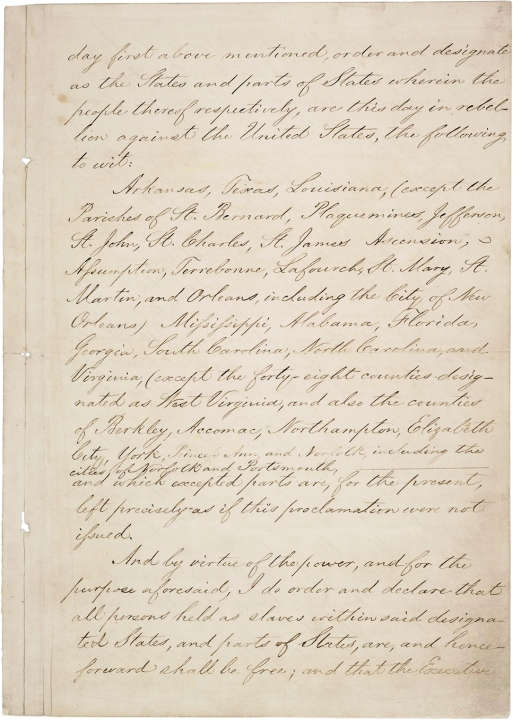 day first above mentioned, order and designate
as the States and parts of States wherein the
people thereof respectively, are this day in rebel-
lion against the United States, the following,
to wit:
Arkansas, Texas, Louisiana, (except the
Parishes of St. Bernard, Plaquemines, Jefferson,
St. John, St. Charles, St. James Ascension,
Assumption, Terrebonne, Lafourche, St. Mary, St.
Martin, and Orleans, including the City of New
Orleans) Mississippi, Alabama, Florida,
Georgia, South Carolina, North Carolina, and
Virginia, (except the forty-eight counties desig-
nated as West Virginia, and also the counties
of Berkley, Accomac, Northampton, Elizabeth
City, York, Princess Ann, and Norfolk, including the
cities of Norfolk and Portsmouth,
and which excepted parts are, for the present,
left precisely as if this proclamation were not
issued.
And by virtue of the power, and for the
purpose aforesaid, I do order and declare that
all persons held as slaves within said designa-
ted States, and parts of States, are, and hence-
forward shall be free; and that the Executive